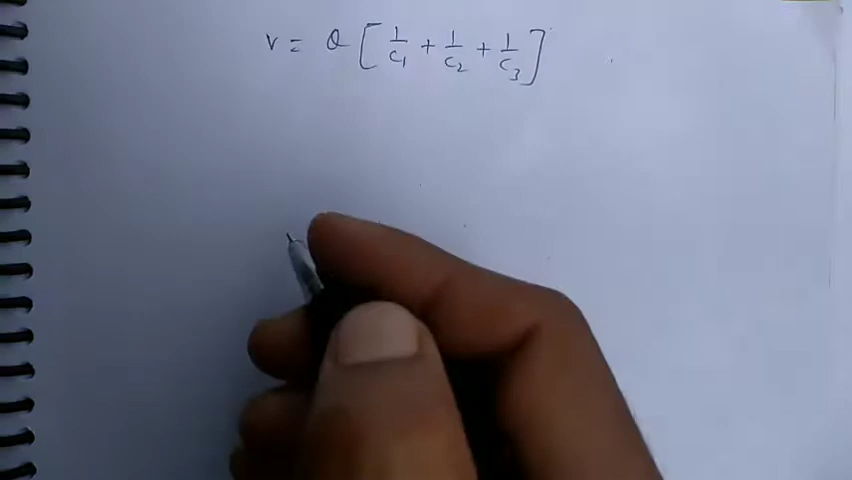 v = Q [ 1/C₁ + 1/C₂ + 1/C₃ ]